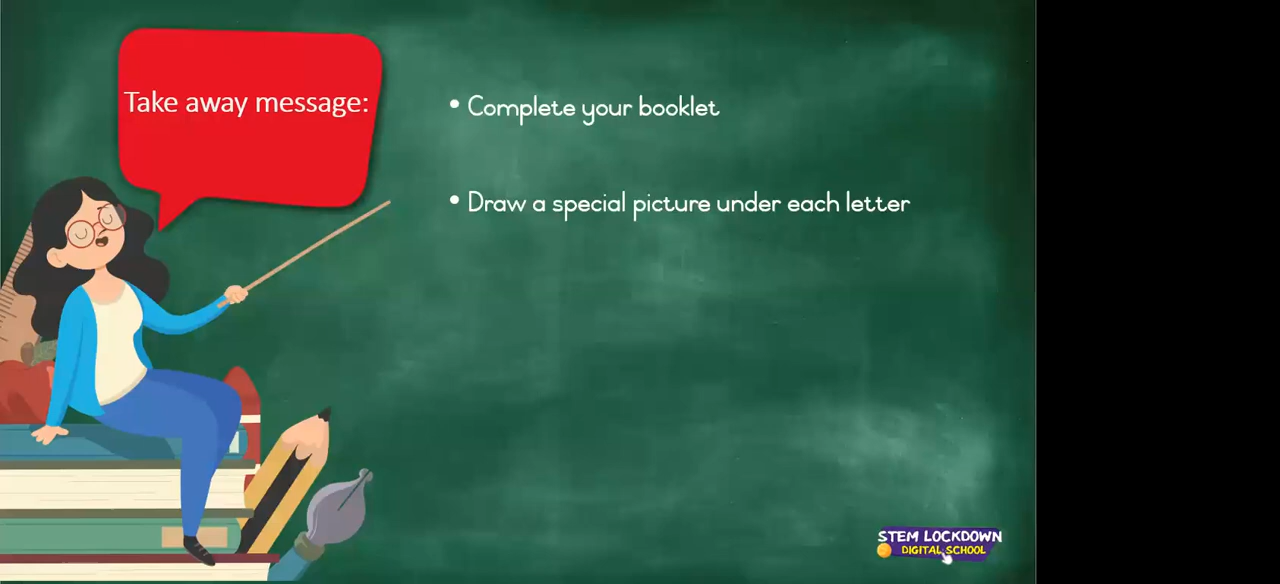 Take away message:
• Complete your booklet
• Draw a special picture under each letter
STEM LOCKDOWN
DIGITAL SCHOOL